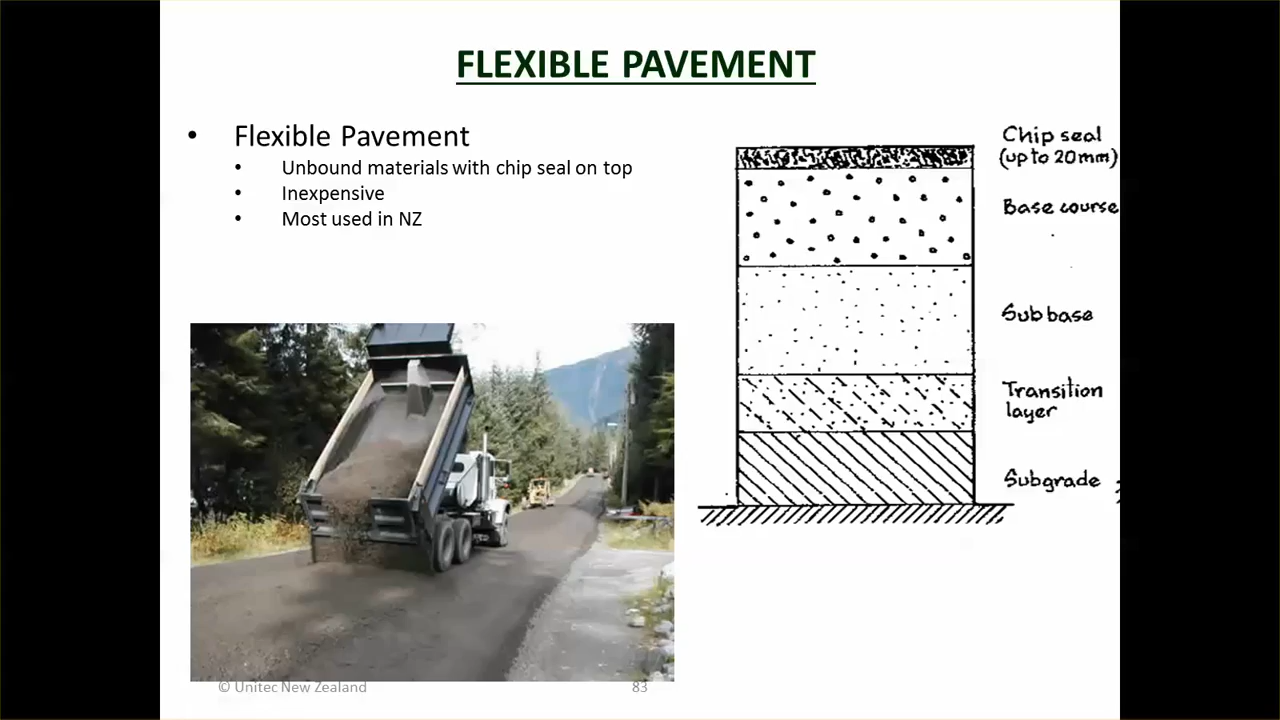 FLEXIBLE PAVEMENT
• Flexible Pavement
• Unbound materials with chip seal on top
• Inexpensive
• Most used in NZ
Chip seal
(up to 20mm)
Base course
Sub base
Transition
layer
Subgrade
© Unitec New Zealand
83